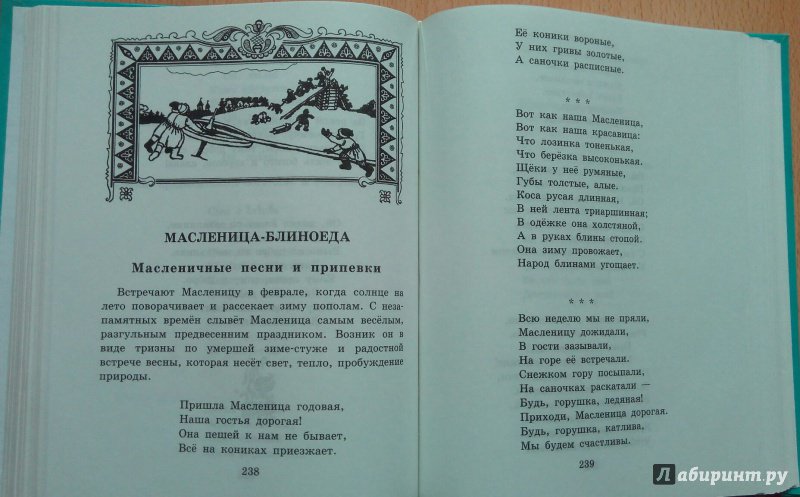 МАСЛЕНИЦА-БЛИНОЕДА
Масленичные песни и припевки
Встречают Масленицу в феврале, когда солнце на
лето поворачивает и рассекает зиму пополам. С неза-
памятных времён слывёт Масленица самым весёлым,
разгульным предвесенним праздником. Возник он в
виде тризны по умершей зиме-стуже и радостной
встрече весны, которая несёт свет, тепло, пробуждение
природы.
Пришла Масленица годовая,
Наша гостья дорогая!
Она пешей к нам не бывает,
Всё на кониках приезжает.
238
Её коники вороные,
У них гривы золотые,
А саночки расписные.
* * *
Вот как наша Масленица,
Вот как наша красавица:
Что лозинка тоненькая,
Что берёзка высоконькая.
Щёки у неё румяные,
Губы толстые, алые.
Коса русая длинная,
В ней лента триаршинная;
В одёжке она холстяной,
А в руках блины стопой.
Она зиму провожает,
Народ блинами угощает.
* * *
Всю неделю мы не пряли,
Масленицу дожидали,
В гости зазывали,
На горе её встречали.
Снежком гору посыпали,
На саночках раскатали —
Будь, горушка, ледяная!
Приходи, Масленица дорогая.
Будь, горушка, катлива.
Мы будем счастливы.
239
Лабиринт.ру